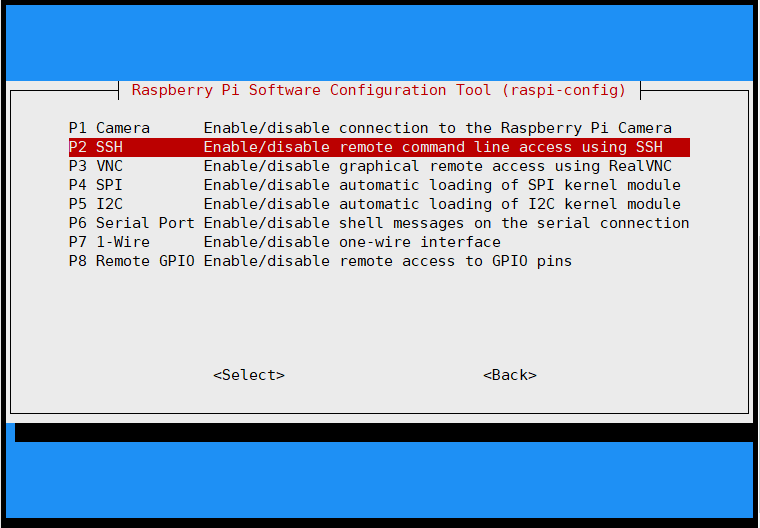 Raspberry Pi Software Configuration Tool (raspi-config)
P1 Camera Enable/disable connection to the Raspberry Pi Camera
P2 SSH Enable/disable remote command line access using SSH
P3 VNC Enable/disable graphical remote access using RealVNC
P4 SPI Enable/disable automatic loading of SPI kernel module
P5 I2C Enable/disable automatic loading of I2C kernel module
P6 Serial Port Enable/disable shell messages on the serial connection
P7 1-Wire Enable/disable one-wire interface
P8 Remote GPIO Enable/disable remote access to GPIO pins
<Select> <Back>